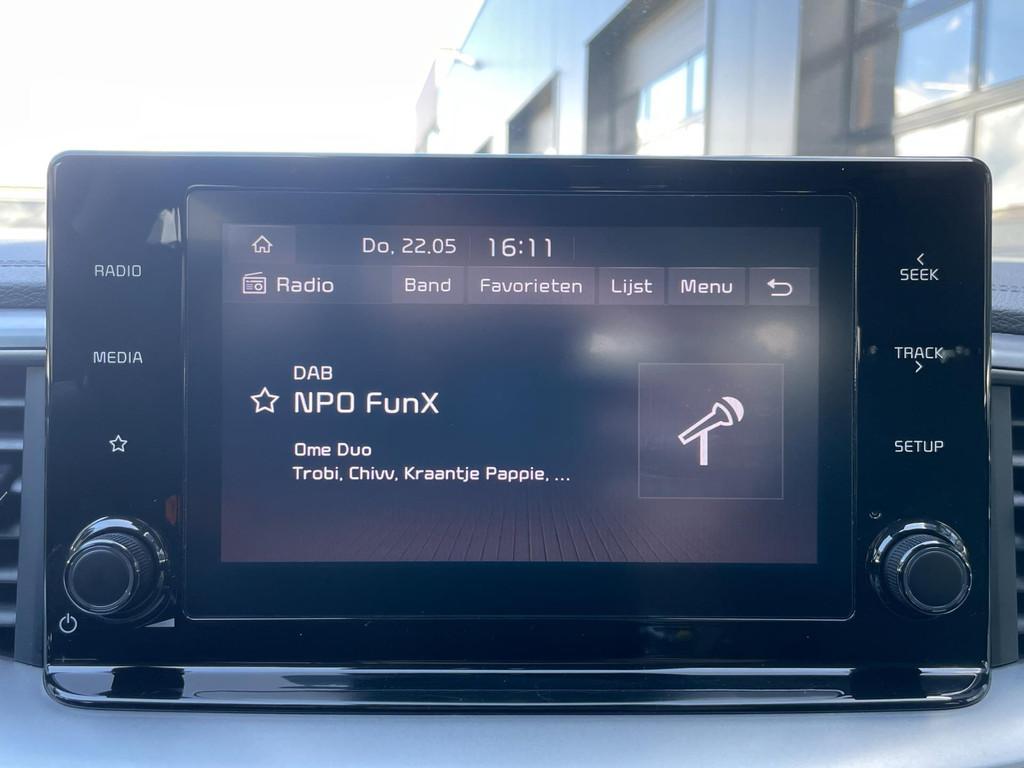 Do, 22.05 16:11
Radio Band Favorieten Lijst Menu
DAB
NPO FunX
Ome Duo
Trobi, Chivv, Kraantje Pappie, ...
RADIO
MEDIA
SEEK
TRACK
SETUP